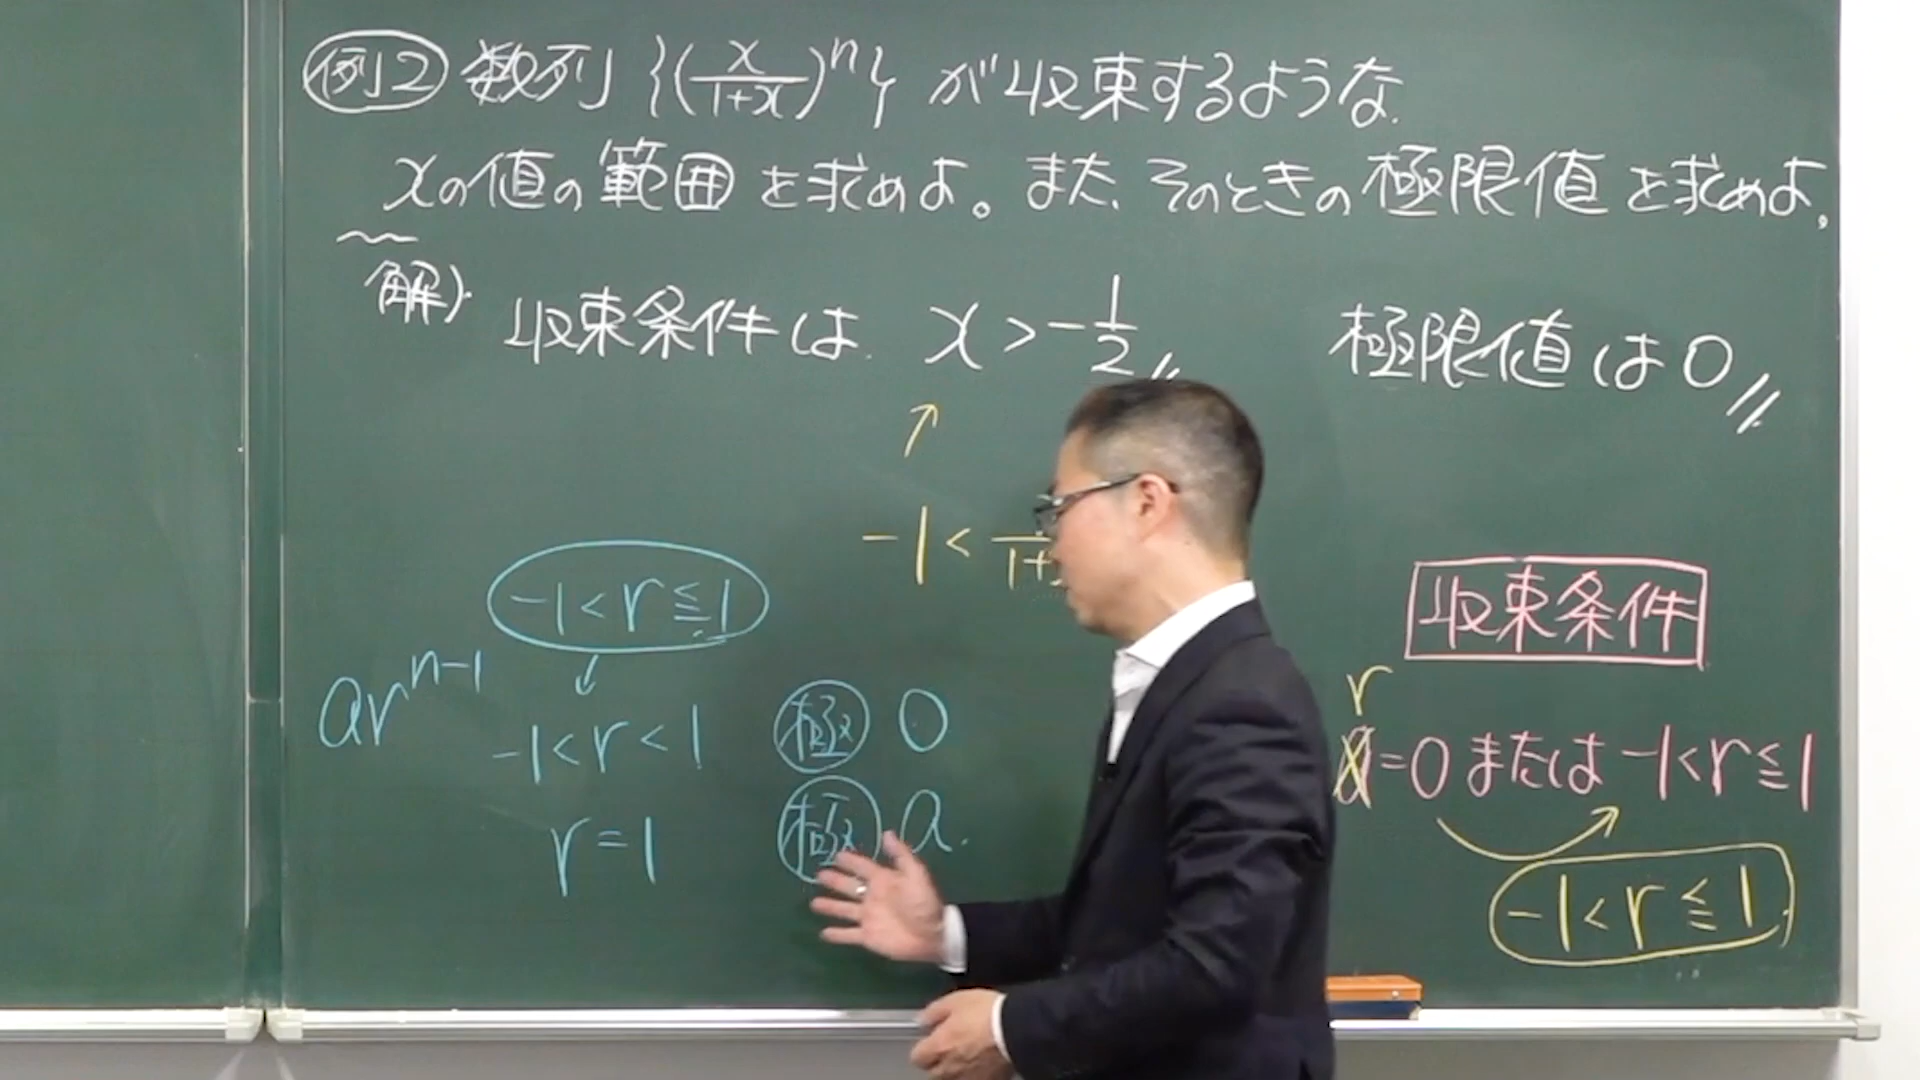 例2 数列 {(x/1+x)^n} が収束するような
xの値の範囲を求めよ。また、そのときの極限値を求めよ。
解) 収束条件は x > -1/2 極限値は0
-1 <
-1 < r ≦ 1
ar^n-1
-1 < r < 1 極 0
r = 1 極 a.
収束条件
r
=0 または -1 < r ≦ 1
-1 < r ≦ 1